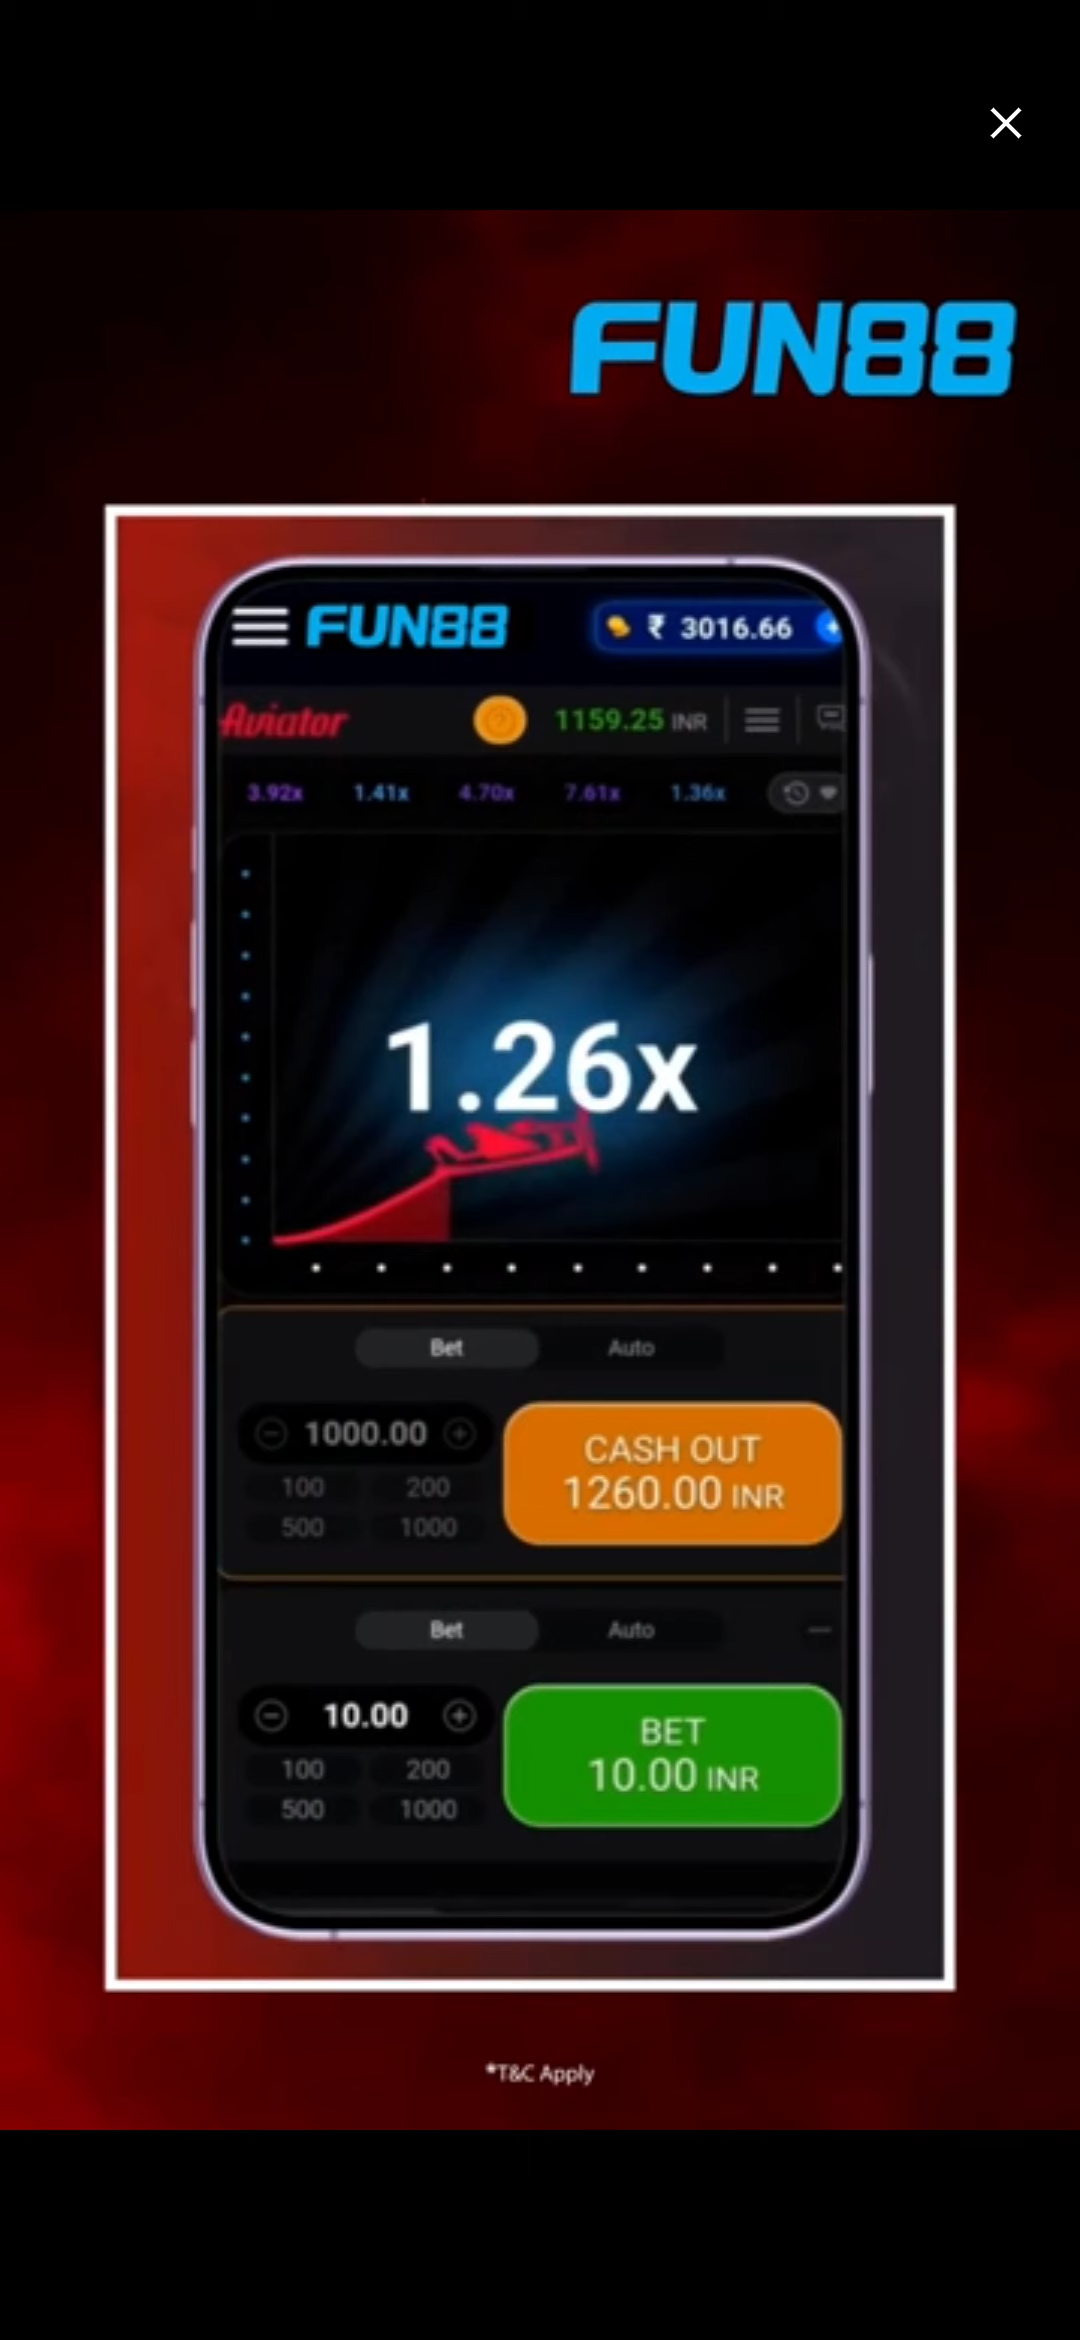 FUN88
FUN88 ₹ 3016.66
Aviator 1159.25 INR
3.92x 1.41x 4.70x 7.61x 1.36x
1.26x
Bet Auto
1000.00
CASH OUT
1260.00 INR
100 200
500 1000
Bet Auto
10.00
BET
10.00 INR
100 200
500 1000
*T&C Apply